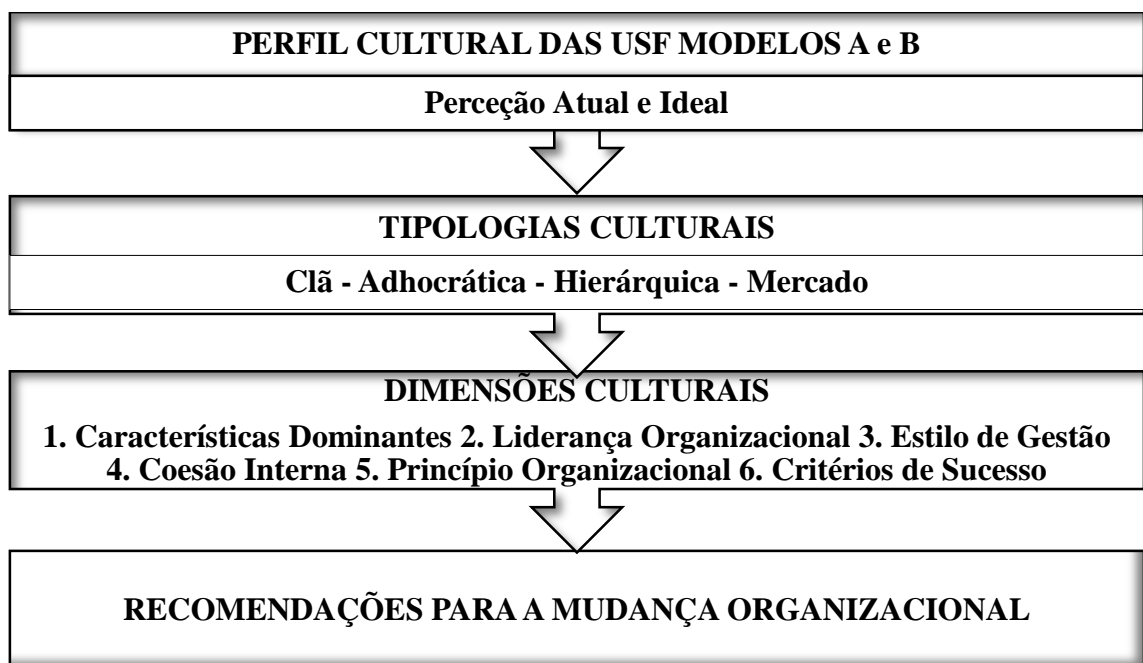 PERFIL CULTURAL DAS USF MODELOS A e B
Perceção Atual e Ideal
TIPOLOGIAS CULTURAIS
Clã - Adhocrática - Hierárquica - Mercado
DIMENSÕES CULTURAIS
1. Características Dominantes 2. Liderança Organizacional 3. Estilo de Gestão
4. Coesão Interna 5. Princípio Organizacional 6. Critérios de Sucesso
RECOMENDAÇÕES PARA A MUDANÇA ORGANIZACIONAL